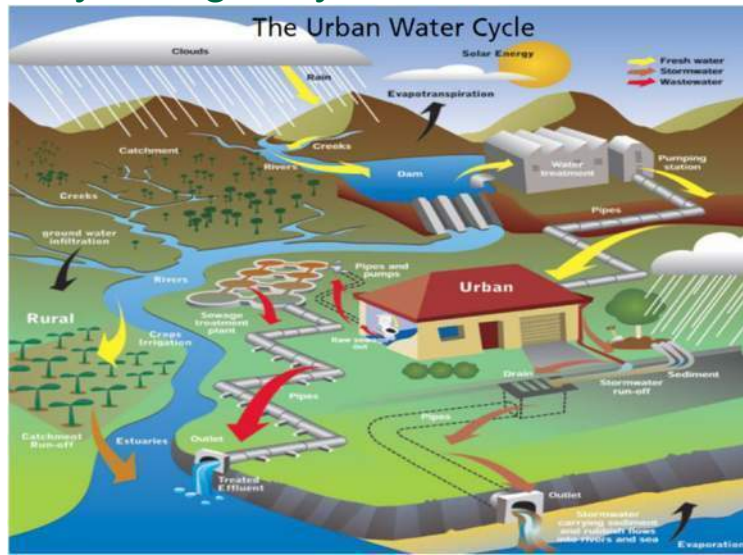 The Urban Water Cycle
Clouds
Solar Energy
Rain
Fresh water
Stormwater
Wastewater
Evapotranspiration
Catchment
Creeks
Rivers
Dam
Water
treatment
Pumping
station
Creeks
Pipes
ground water
infiltration
Rivers
Pipes and
pumps
Urban
Rural
Sewage
treatment
plant
Crops
Irrigation
Raw
out
Drain
Sediment
Stormwater
run-off
Pipes
Pipes
Catchment
Run-off
Estuaries
Outlet
Treated
Effluent
Outlet
Stormwater
carrying sediment
and rubbish flows
into rivers and sea
Evaporation